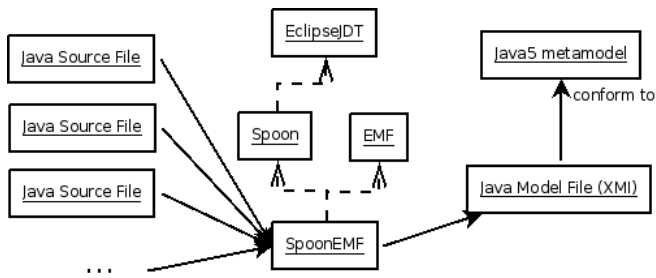 EclipseJDT
Java Source File
Java5 metamodel
conform to
Java Source File
Spoon
EMF
Java Source File
Java Model File (XMI)
SpoonEMF
...